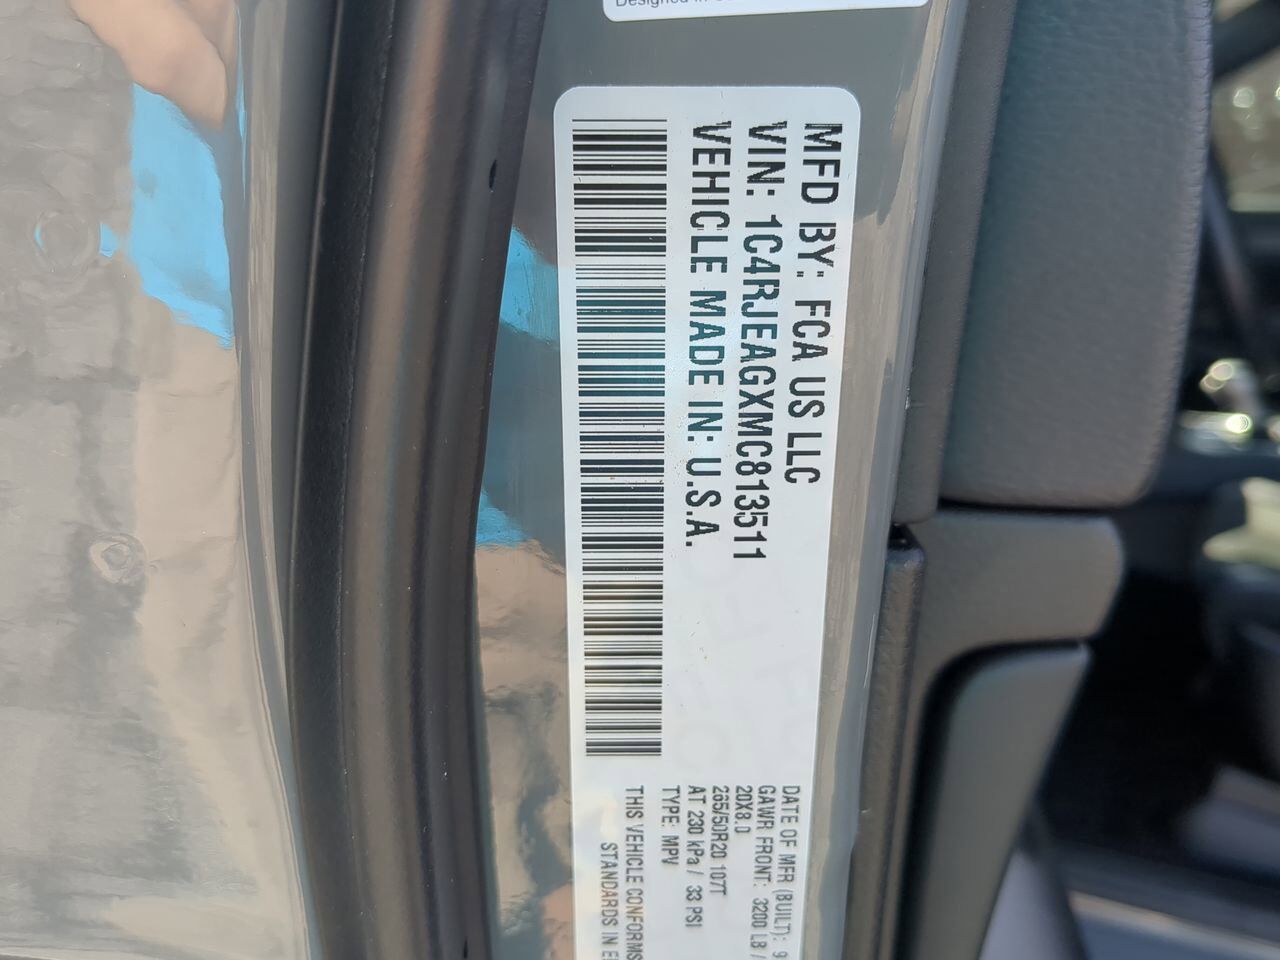 Designed in
MFD BY: FCA US LLC
VIN: 1C4RJEAGXMC813511
VEHICLE MADE IN: U.S.A.
DATE OF MFR (BUILT): 9
GAWR FRONT: 3200 LB /
20X8.0
265/50R20 107T
AT 230 kPa / 33 PSI
TYPE: MPV
THIS VEHICLE CONFORMS
STANDARDS IN